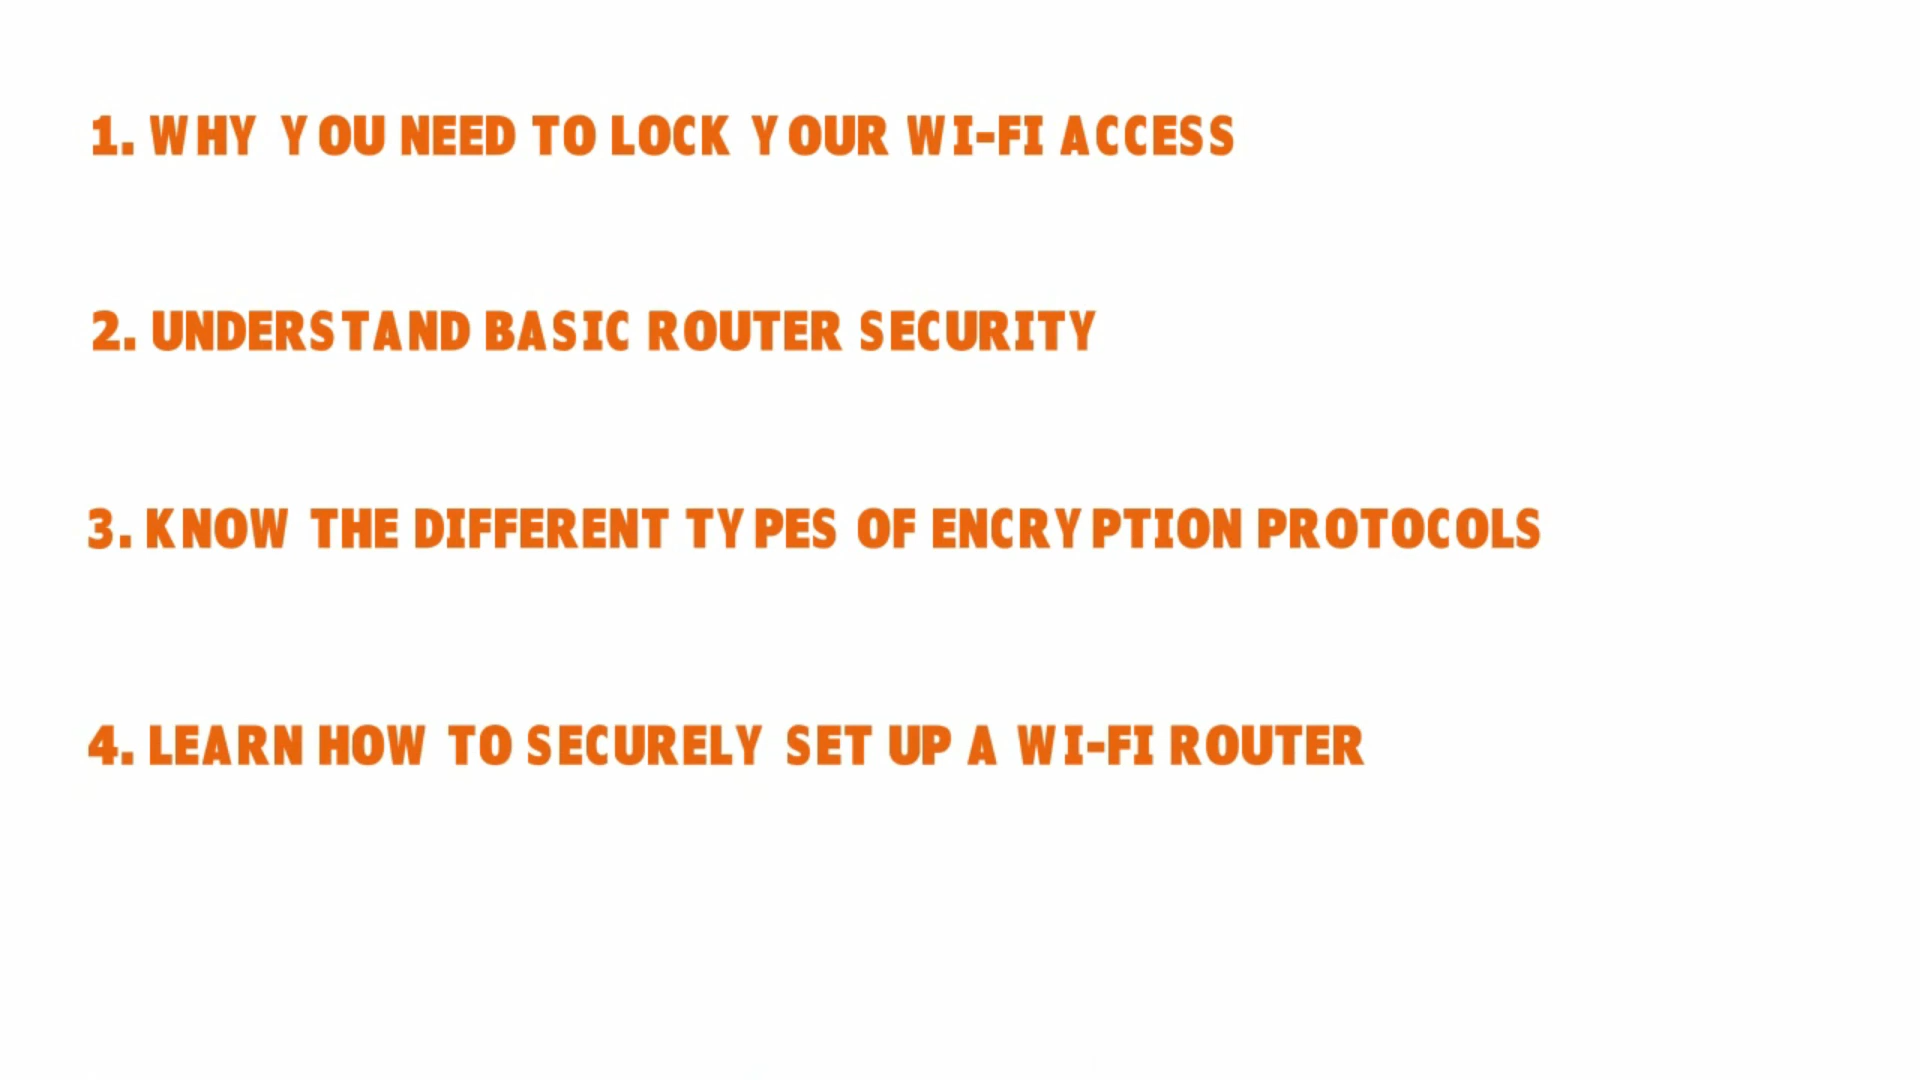 1. WHY YOU NEED TO LOCK YOUR WI-FI ACCESS
2. UNDERSTAND BASIC ROUTER SECURITY
3. KNOW THE DIFFERENT TYPES OF ENCRYPTION PROTOCOLS
4. LEARN HOW TO SECURELY SET UP A WI-FI ROUTER